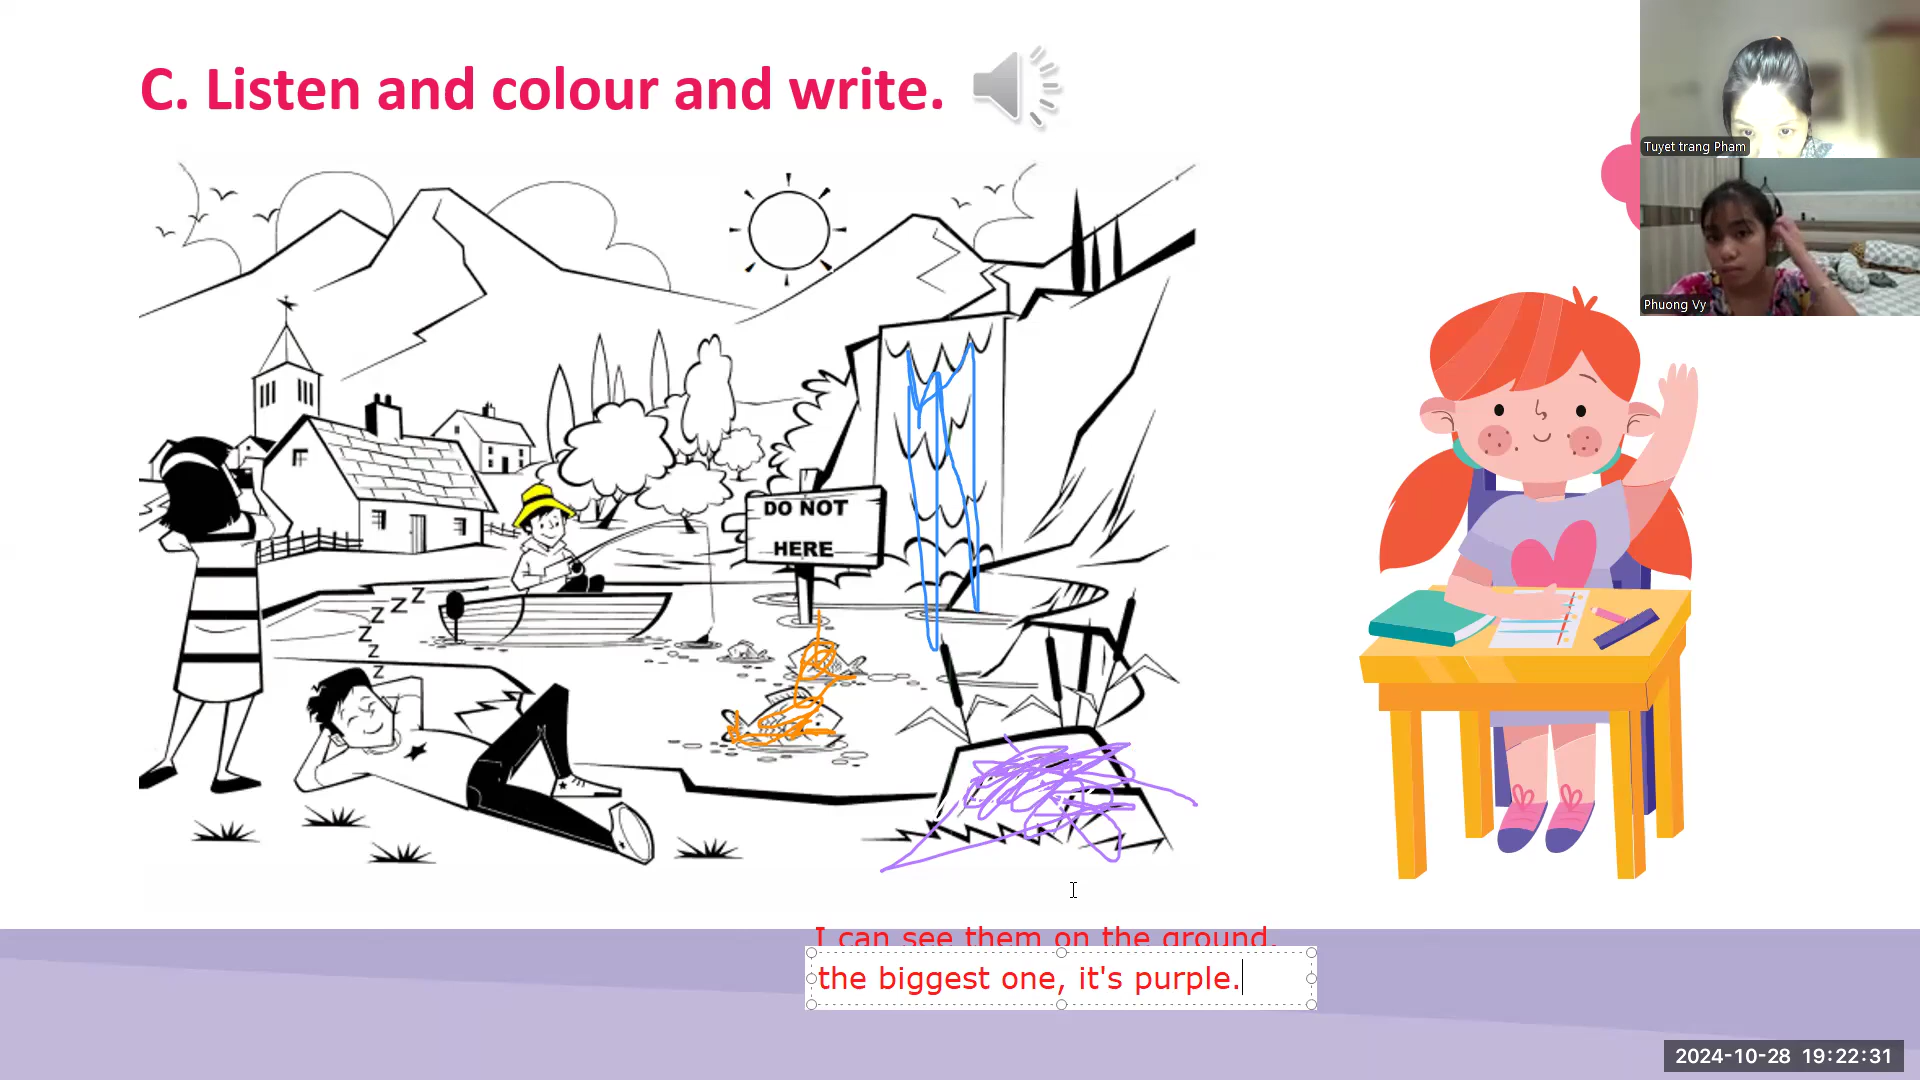 C. Listen and colour and write.
Tuyet trang Pham
Phuong Vy
DO NOT
HERE
Z
Z
Z
Z
Z
Z
I can see them on the ground.
the biggest one, it's purple.
2024-10-28 19:22:31